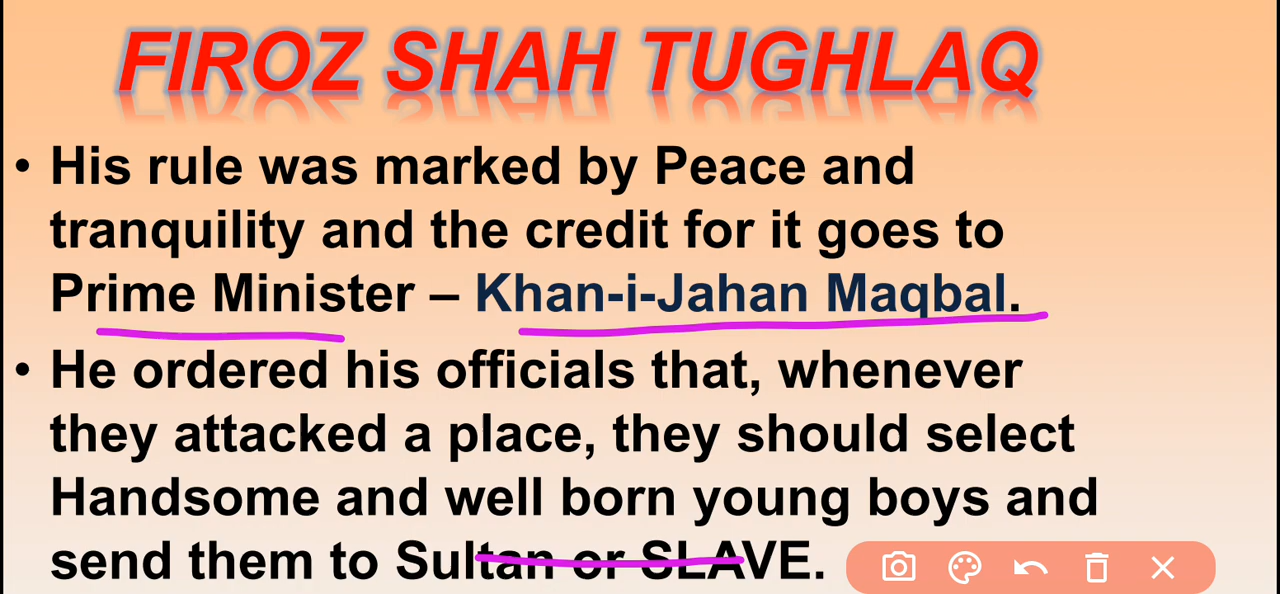 FIROZ SHAH TUGHLAQ
• His rule was marked by Peace and
tranquility and the credit for it goes to
Prime Minister – Khan-i-Jahan Maqbal.
• He ordered his officials that, whenever
they attacked a place, they should select
Handsome and well born young boys and
send them to Sultan or SLAVE.